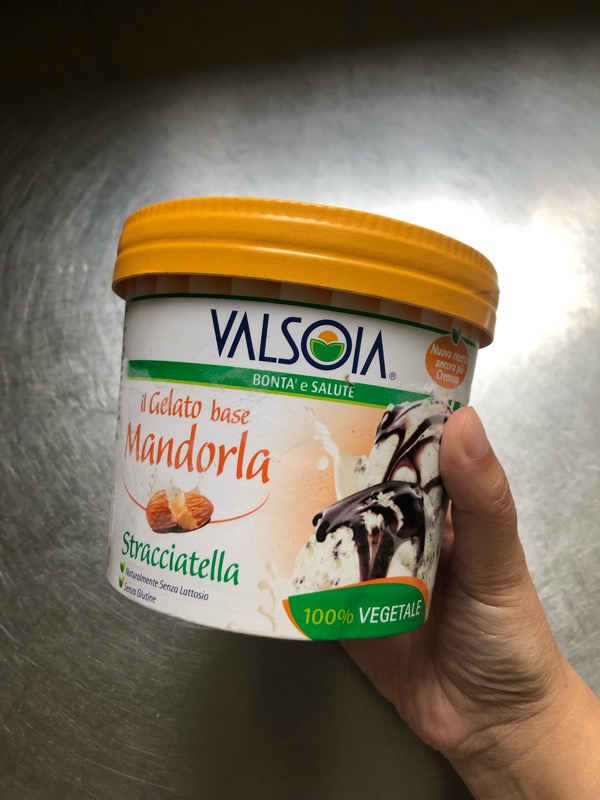 VALSOIA®
BONTA' e SALUTE
Nuova ricetta
ancora più
Cremosa
il Gelato base
Mandorla
Stracciatella
Naturalmente Senza Lattosio
Senza Glutine
100% VEGETALE